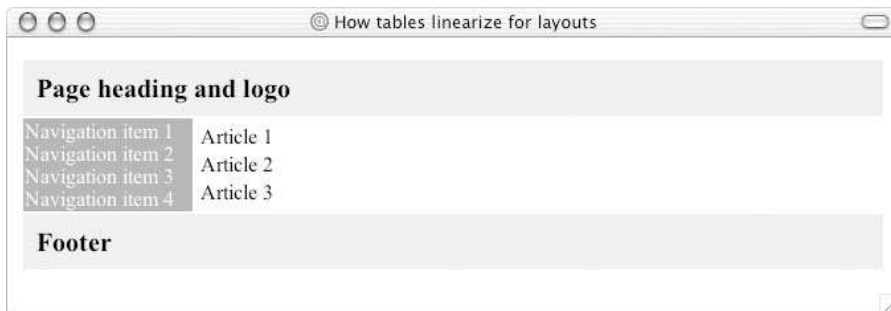 How tables linearize for layouts
Page heading and logo
Navigation item 1
Navigation item 2
Navigation item 3
Navigation item 4
Article 1
Article 2
Article 3
Footer